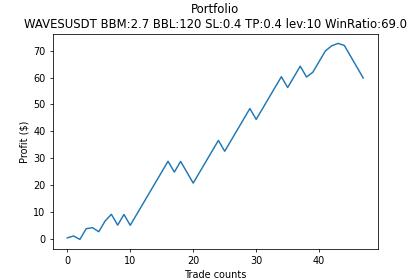 Portfolio
WAVESUSDT BBM:2.7 BBL:120 SL:0.4 TP:0.4 lev:10 WinRatio:69.0
Profit ($)
70
60
50
40
30
20
10
0
0 10 20 30 40
Trade counts